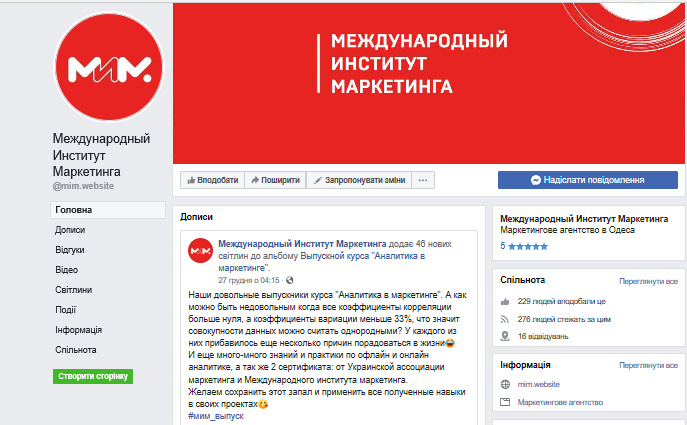 МИМ.
МЕЖДУНАРОДНЫЙ
ИНСТИТУТ
МАРКЕТИНГА
Международный
Институт
Маркетинга
@mim.website
Головна
Дописи
Відгуки
Відео
Світлини
Події
Інформація
Спільнота
Створити сторінку
Вподобати
Поширити
Запропонувати зміни
Надіслати повідомлення
Дописи
МИМ.
Международный Институт Маркетинга додає 46 нових
світлин до альбому Выпускной курса "Аналитика в
маркетинге".
27 грудня о 04:15 ·
Наши довольные выпускники курса "Аналитика в маркетинге". А как
можно быть недовольным когда все коэффициенты корреляции
больше нуля, а коэффициенты вариации меньше 33%, что значит
совокупности данных можно считать однородными? У каждого из
них прибавилось еще несколько причин порадоваться в жизни😂
И еще много-много знаний и практики по офлайн и онлайн
аналитике, а так же 2 сертификата: от Украинской ассоциации
маркетинга и Международного института маркетинга.
Желаем сохранить этот запал и применить все полученные навыки
в своих проектах😘
#мим_выпуск
Международный Институт Маркетинга
Маркетингове агентство в Одеса
5 ★★★★★
Спільнота
Переглянути все
229 людей вподобали це
276 людей стежать за цим
16 відвідувань
Інформація
Переглянути все
mim.website
Маркетингове агентство